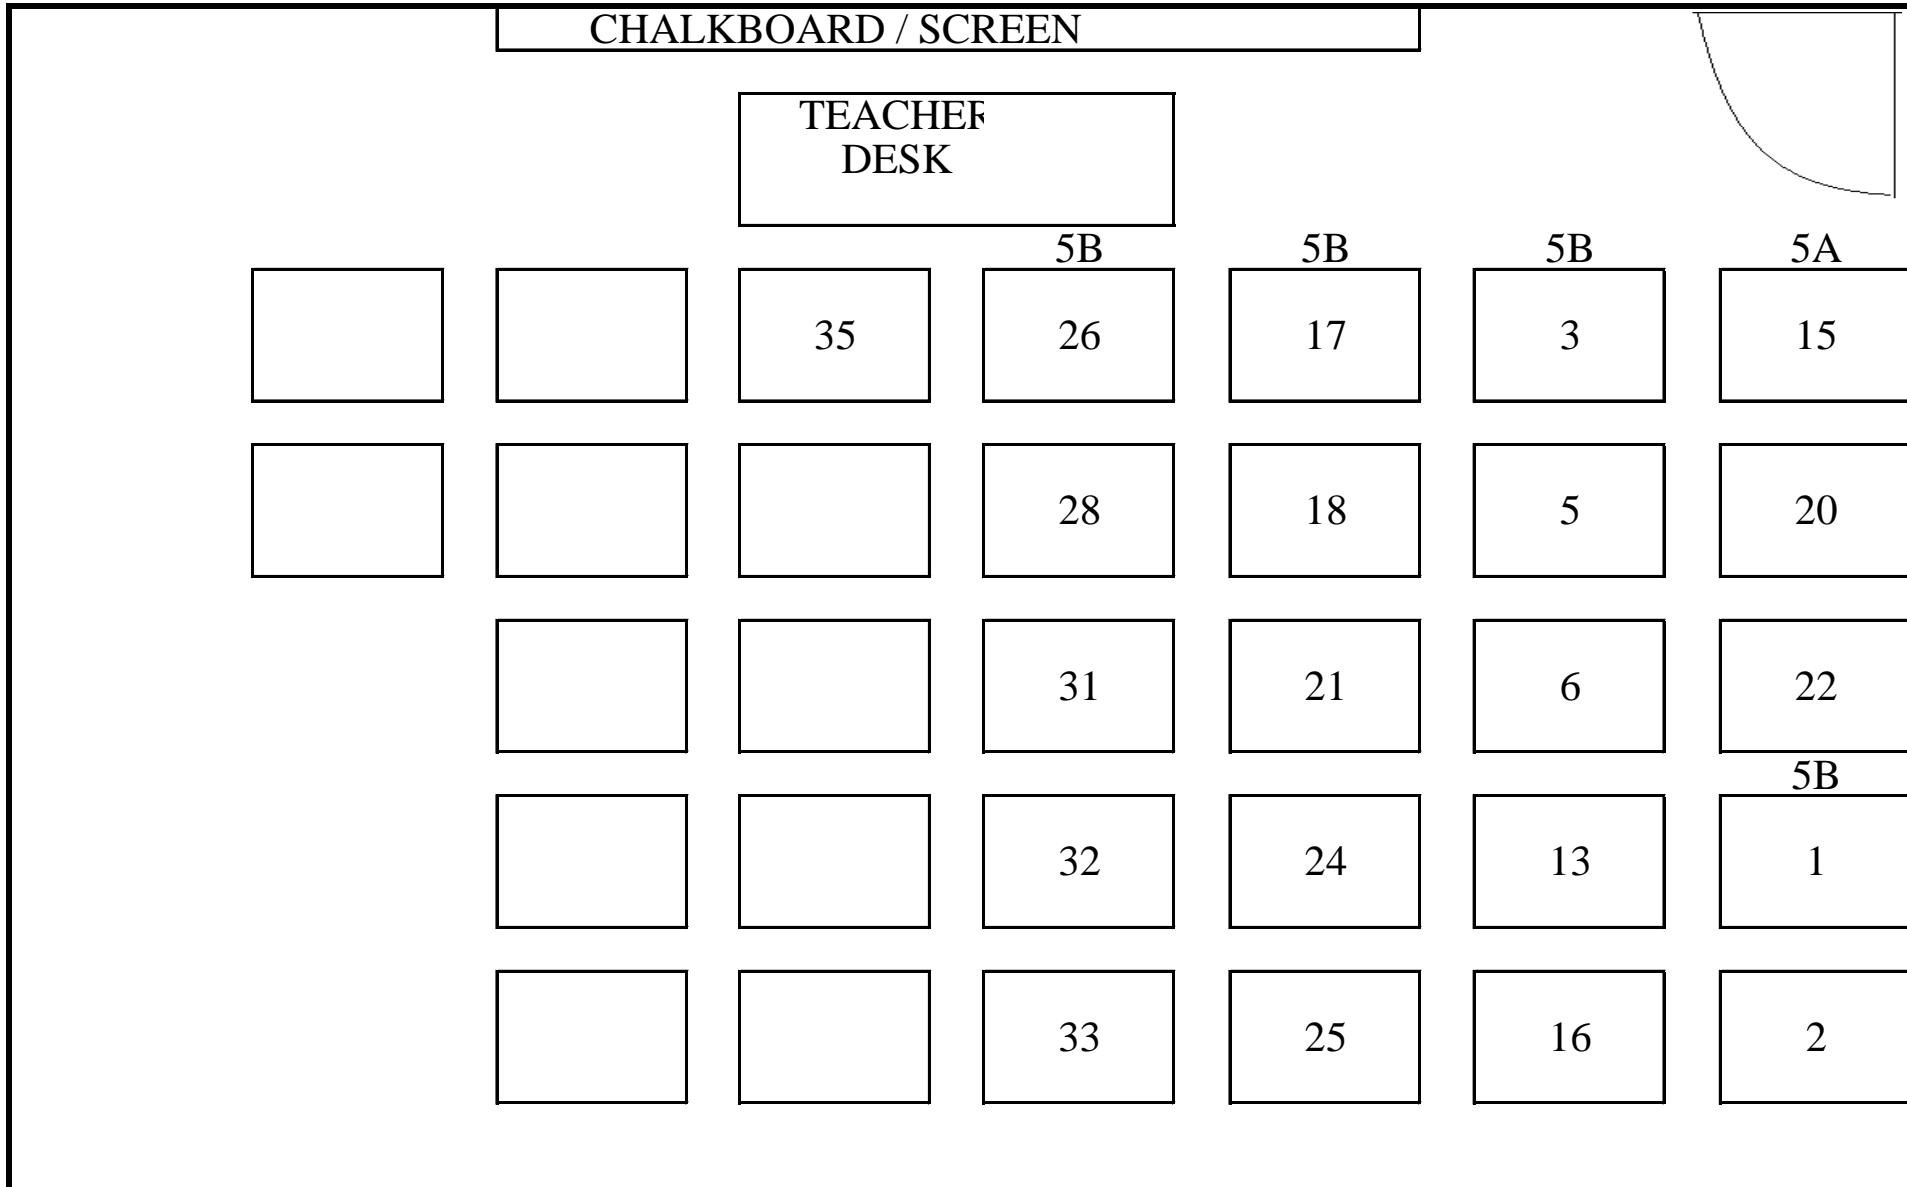 CHALKBOARD / SCREEN
TEACHER
DESK
5B 5B 5B 5A
35 26 17 3 15
28 18 5 20
31 21 6 22
5B
32 24 13 1
33 25 16 2